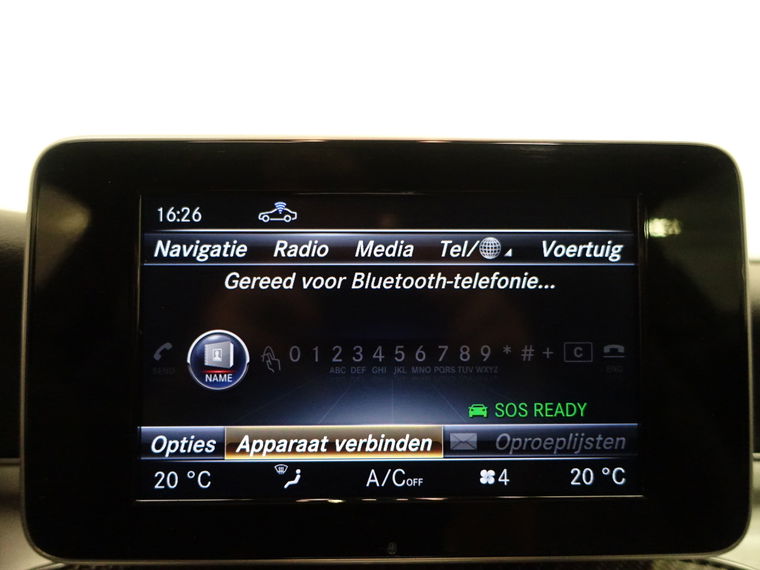 16:26
Navigatie Radio Media Tel/ Voertuig
Gereed voor Bluetooth-telefonie...
0 1 2 3 4 5 6 7 8 9 * # + C
SEND NAME ABC DEF GHI JKL MNO PQRS TUV WXYZ END
SOS READY
Opties Apparaat verbinden Oproeplijsten
20 °C A/C OFF 4 20 °C